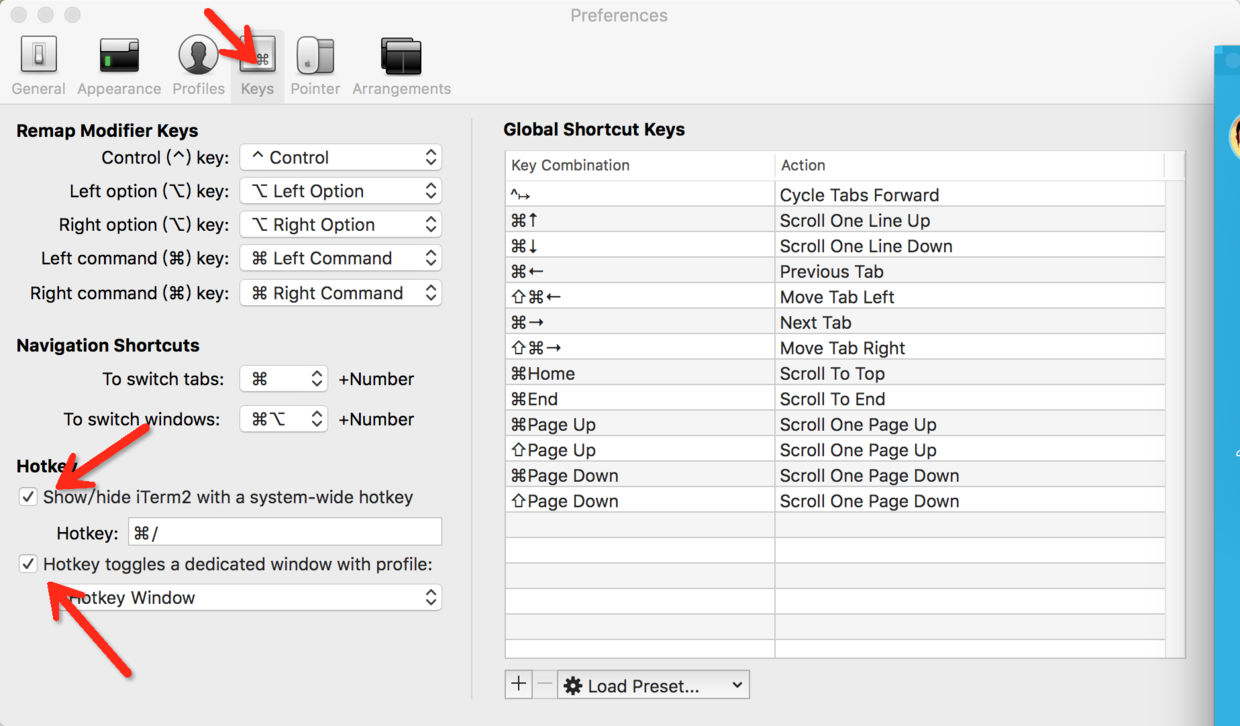 Preferences
General Appearance Profiles Keys Pointer Arrangements
Remap Modifier Keys
Control (^) key: ^ Control
Left option (⌥) key: ⌥ Left Option
Right option (⌥) key: ⌥ Right Option
Left command (⌘) key: ⌘ Left Command
Right command (⌘) key: ⌘ Right Command
Navigation Shortcuts
To switch tabs: ⌘ +Number
To switch windows: ⌘⌥ +Number
Hotkey
Show/hide iTerm2 with a system-wide hotkey
Hotkey: ⌘/
Hotkey toggles a dedicated window with profile:
Hotkey Window
Global Shortcut Keys
Key Combination Action
^↦ Cycle Tabs Forward
⌘↑ Scroll One Line Up
⌘↓ Scroll One Line Down
⌘← Previous Tab
⇧⌘← Move Tab Left
⌘→ Next Tab
⇧⌘→ Move Tab Right
⌘Home Scroll To Top
⌘End Scroll To End
⌘Page Up Scroll One Page Up
⇧Page Up Scroll One Page Up
⌘Page Down Scroll One Page Down
⇧Page Down Scroll One Page Down
+ − Load Preset...